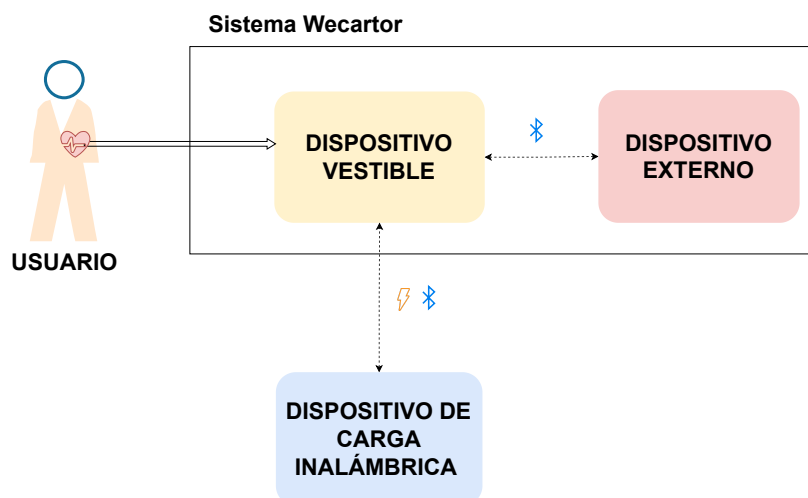 Sistema Wecartor
DISPOSITIVO
VESTIBLE
DISPOSITIVO
EXTERNO
USUARIO
DISPOSITIVO DE
CARGA
INALÁMBRICA